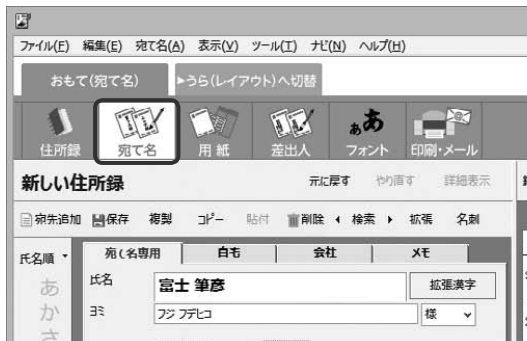 ファイル(F) 編集(E) 宛て名(A) 表示(V) ツール(T) ナビ(N) ヘルプ(H)
おもて(宛て名) ▶うら(レイアウト)へ切替
住所録 宛て名 用紙 差出人 フォント 印刷・メール
新しい住所録 元に戻す やり直す 詳細表示
宛先追加 保存 複製 コピー 貼付 削除 検索 拡張 名刺
氏名順 宛(名専用 自宅 会社 メモ
あ 氏名 富士 筆彦 拡張漢字
か ヨミ フジ フデヒコ 様
さ